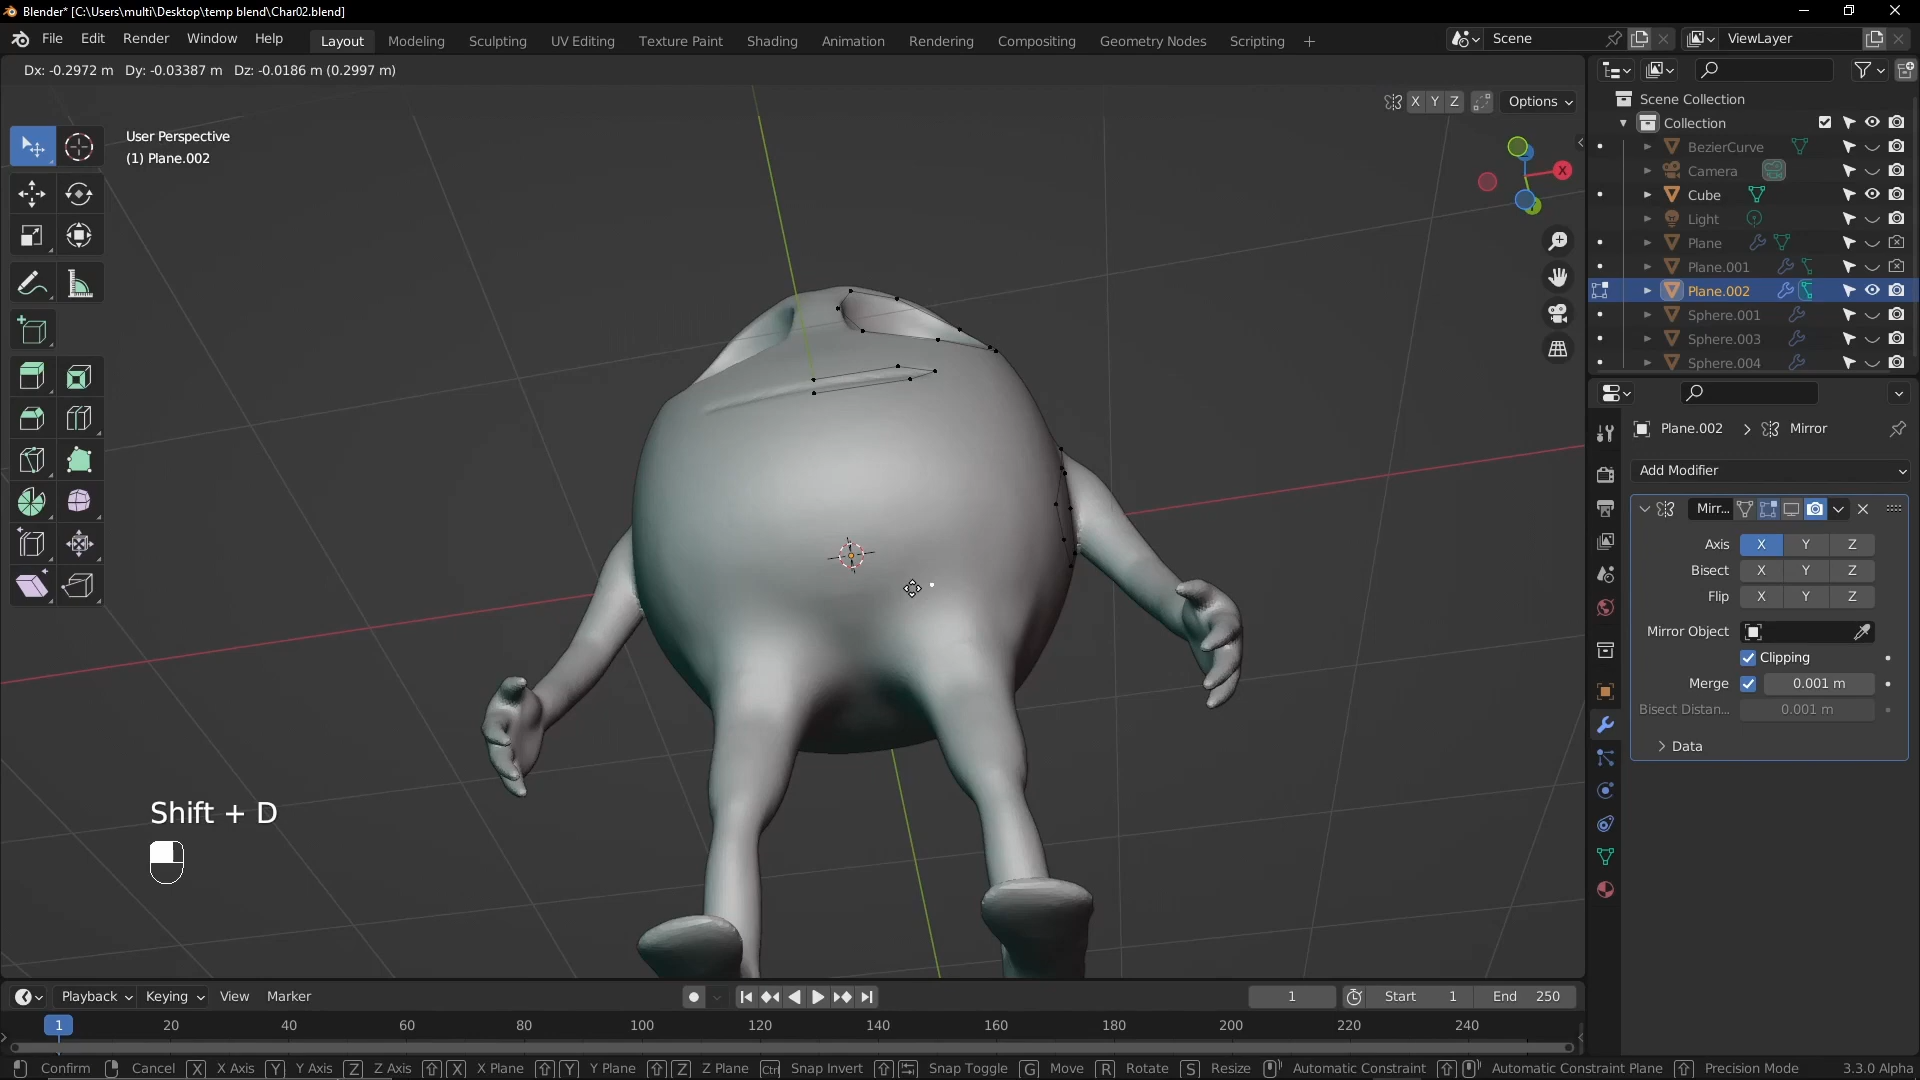 Blender* [C:\Users\multi\Desktop\temp blend\Char02.blend]
File Edit Render Window Help
Layout Modeling Sculpting UV Editing Texture Paint Shading Animation Rendering Compositing Geometry Nodes Scripting
Scene
ViewLayer
Dx: -0.2972 m Dy: -0.03387 m Dz: -0.0186 m (0.2997 m)
X Y Z
Options
User Perspective
(1) Plane.002
X
Scene Collection
Collection
BezierCurve
Camera
Cube
Light
Plane
Plane.001
Plane.002
Sphere.001
Sphere.003
Sphere.004
Plane.002 > Mirror
Add Modifier
Mirr...
Axis X Y Z
Bisect X Y Z
Flip X Y Z
Mirror Object
Clipping
Merge 0.001 m
Bisect Distan... 0.001 m
Data
Shift + D
Playback Keying View Marker
1
Start 1
End 250
1 20 40 60 80 100 120 140 160 180 200 220 240
Confirm Cancel X X Axis Y Y Axis Z Z Axis X X Plane Y Y Plane Z Z Plane Ctrl Snap Invert Snap Toggle G Move R Rotate S Resize Automatic Constraint Automatic Constraint Plane Precision Mode
3.3.0 Alpha